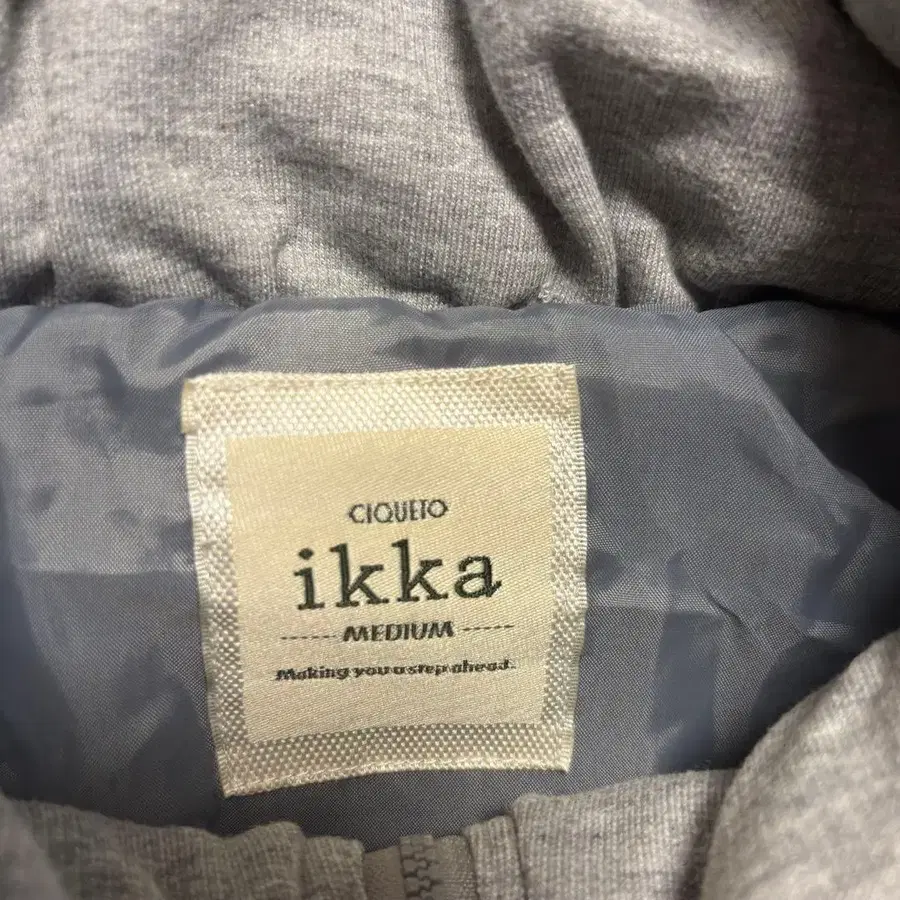 CIQUETO
ikka
MEDIUM
Making you a step ahead.